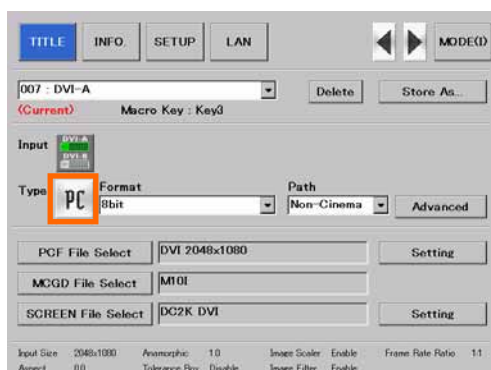 TITLE INFO. SETUP LAN MODE(I)
007 : DVI-A Delete Store As...
(Current) Macro Key : Key3
Input DVI-A
DVI-B
Type PC Format Path
8bit Non-Cinema Advanced
PCF File Select DVI 2048x1080 Setting
MCGD File Select M10I
SCREEN File Select DC2K DVI Setting
Input Size 2048x1080 Anamorphic 1.0 Image Scaler Enable Frame Rate Ratio 1:1
Aspect 0.0 Tolerance Box Disable Image Filter Enable